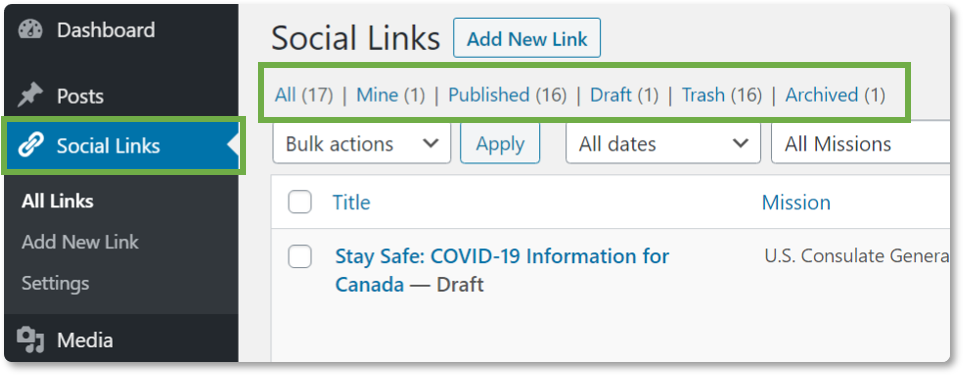 Dashboard
Posts
Social Links
All Links
Add New Link
Settings
Media
Social Links Add New Link
All (17) | Mine (1) | Published (16) | Draft (1) | Trash (16) | Archived (1)
Bulk actions Apply All dates All Missions
Title Mission
Stay Safe: COVID-19 Information for U.S. Consulate Genera
Canada — Draft